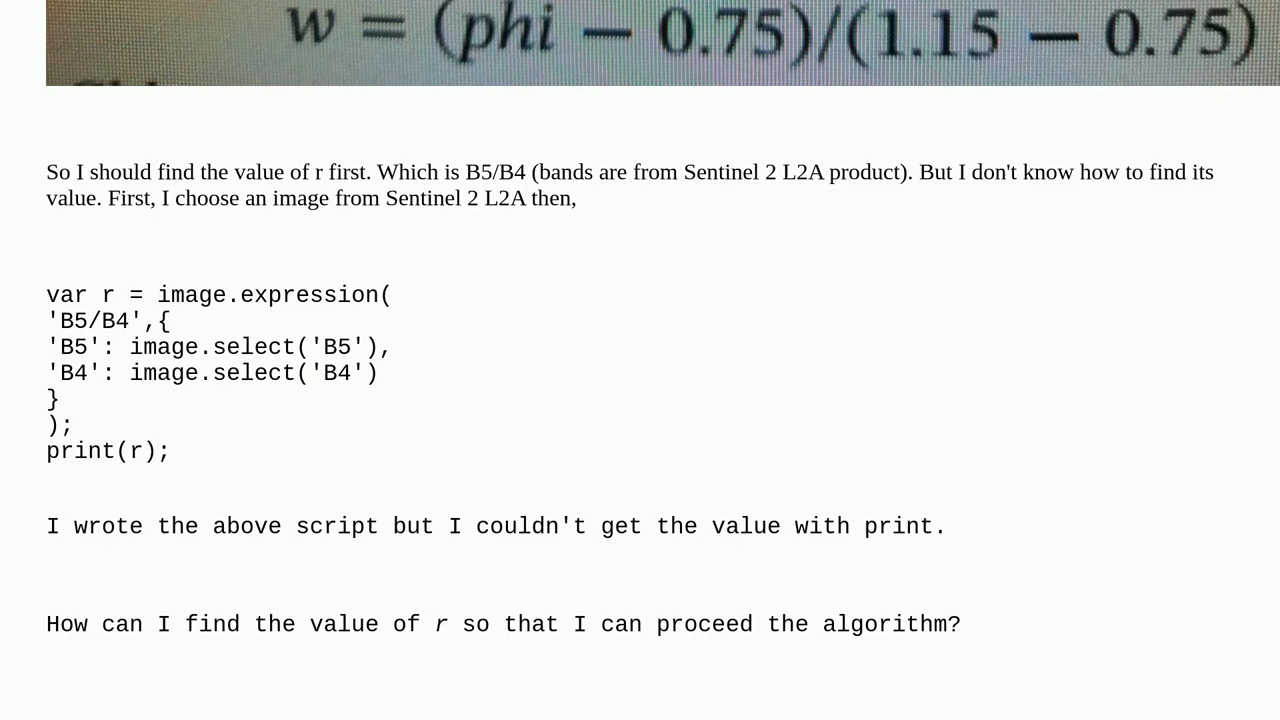 w = (phi − 0.75)/(1.15 − 0.75)
So I should find the value of r first. Which is B5/B4 (bands are from Sentinel 2 L2A product). But I don't know how to find its
value. First, I choose an image from Sentinel 2 L2A then,
var r = image.expression(
'B5/B4',{
'B5': image.select('B5'),
'B4': image.select('B4')
}
);
print(r);
I wrote the above script but I couldn't get the value with print.
How can I find the value of r so that I can proceed the algorithm?